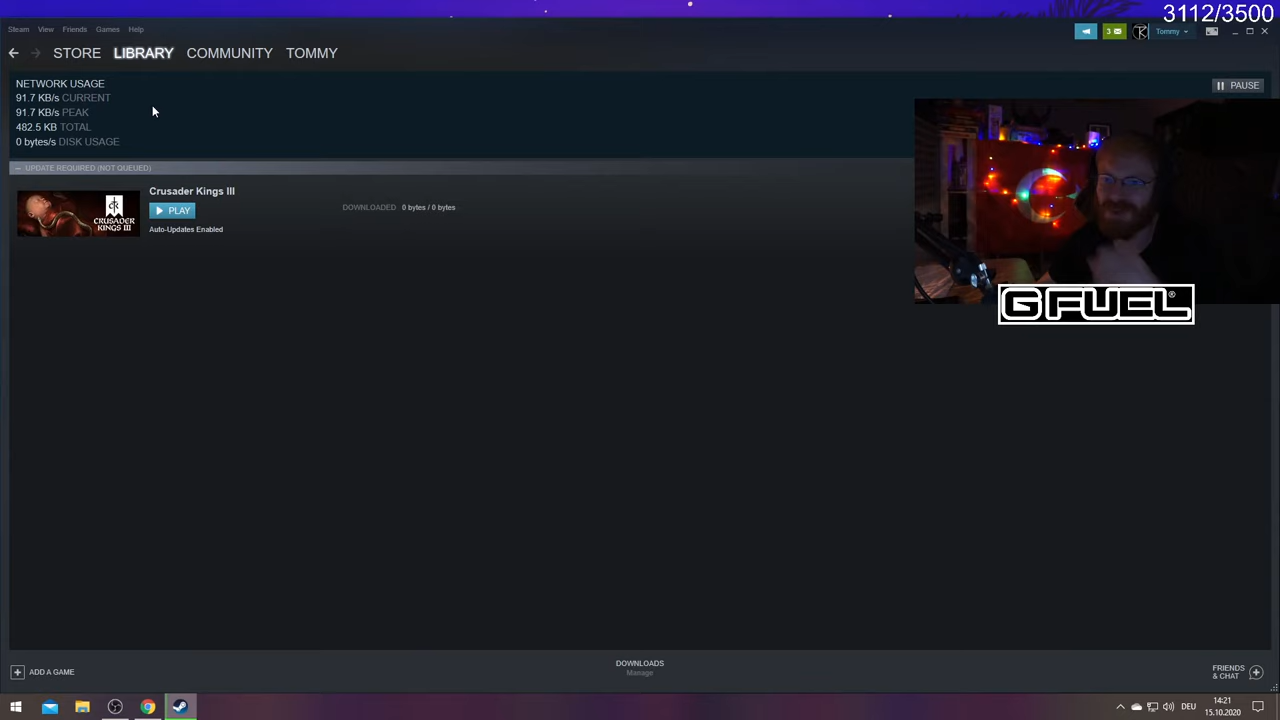 3112/3500
Steam View Friends Games Help
3 Tommy
STORE LIBRARY COMMUNITY TOMMY
NETWORK USAGE
91.7 KB/s CURRENT
91.7 KB/s PEAK
482.5 KB TOTAL
0 bytes/s DISK USAGE
PAUSE
UPDATE REQUIRED (NOT QUEUED)
CRUSADER
KINGS III
Crusader Kings III
PLAY
Auto-Updates Enabled
DOWNLOADED 0 bytes / 0 bytes
G FUEL®
ADD A GAME
DOWNLOADS
Manage
FRIENDS
& CHAT
DEU
14:21
15.10.2020